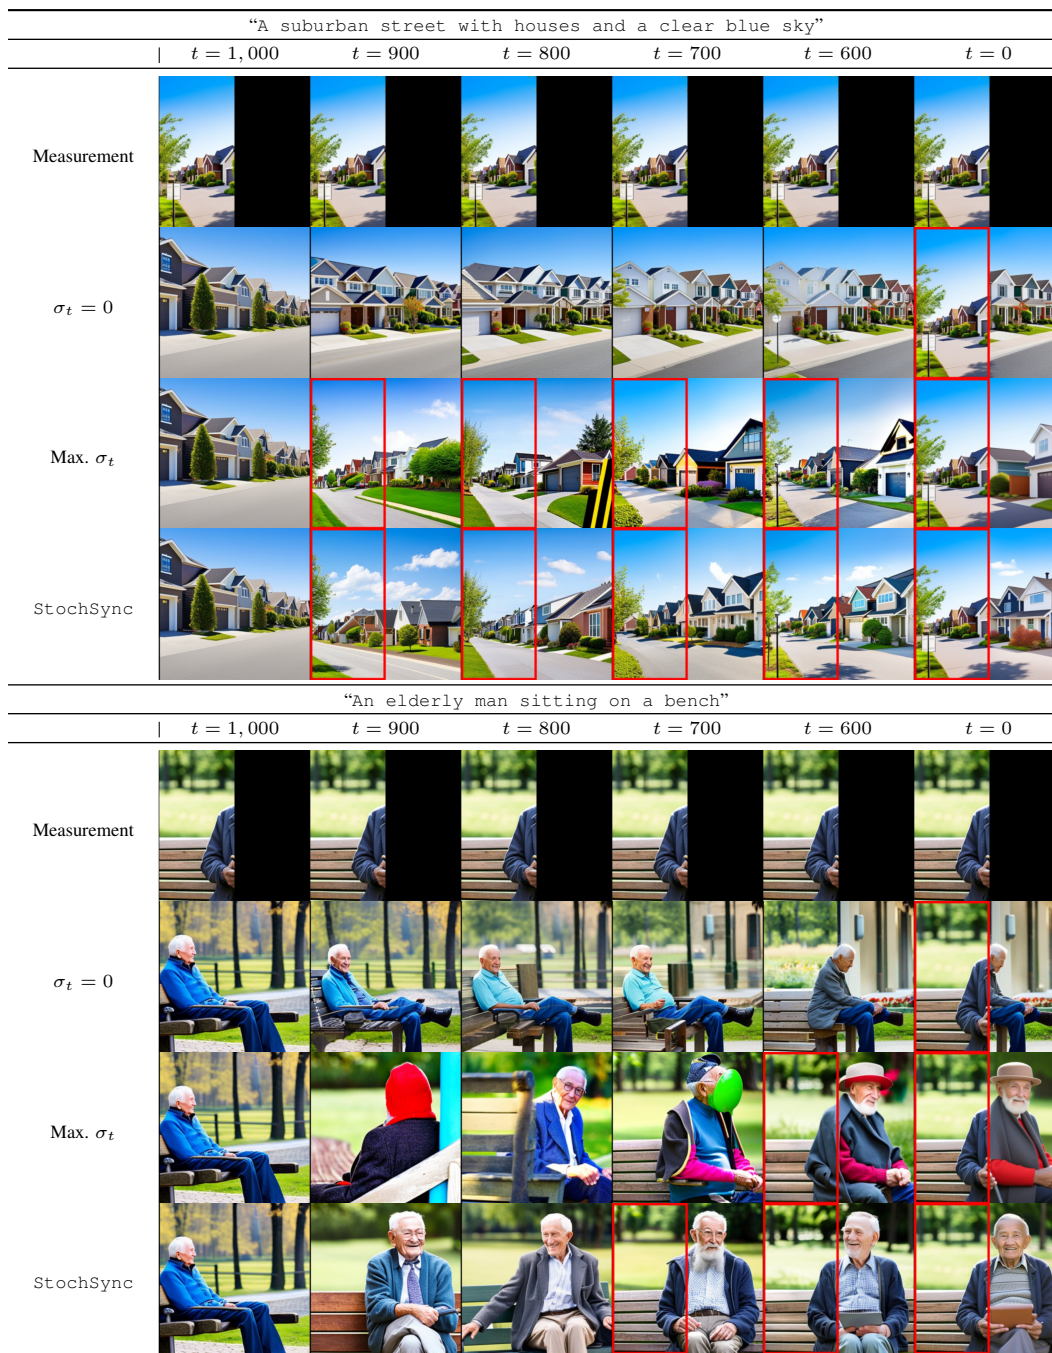 “A suburban street with houses and a clear blue sky”
| t = 1, 000 t = 900 t = 800 t = 700 t = 600 t = 0
Measurement
σt = 0
Max. σt
StochSync
“An elderly man sitting on a bench”
| t = 1, 000 t = 900 t = 800 t = 700 t = 600 t = 0
Measurement
σt = 0
Max. σt
StochSync